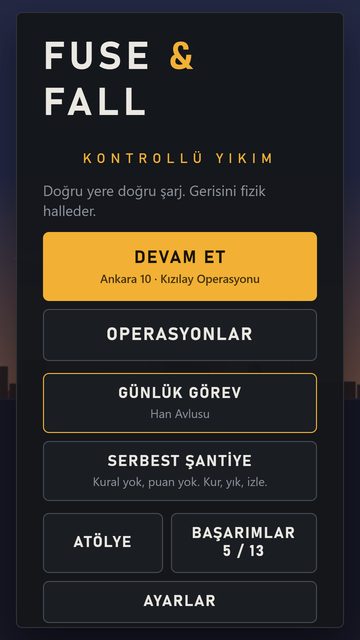 FUSE &
FALL
KONTROLLÜ YIKIM
Doğru yere doğru şarj. Gerisini fizik
halleder.
DEVAM ET
Ankara 10 · Kızılay Operasyonu
OPERASYONLAR
GÜNLÜK GÖREV
Han Avlusu
SERBEST ŞANTİYE
Kural yok, puan yok. Kur, yık, izle.
ATÖLYE
BAŞARIMLAR
5 / 13
AYARLAR